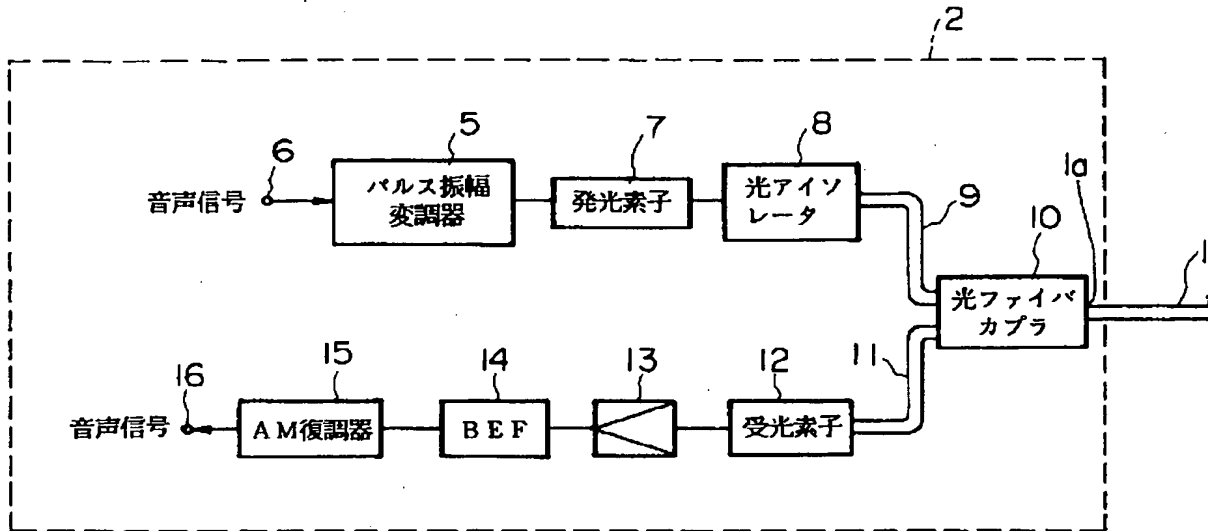 2
5
7
8
1a
6
パルス振幅
変調器
発光素子
光アイソ
レータ
音声信号
9
10
1
光ファイバ
カプラ
11
16
15
14
13
12
音声信号
AM復調器
BEF
受光素子